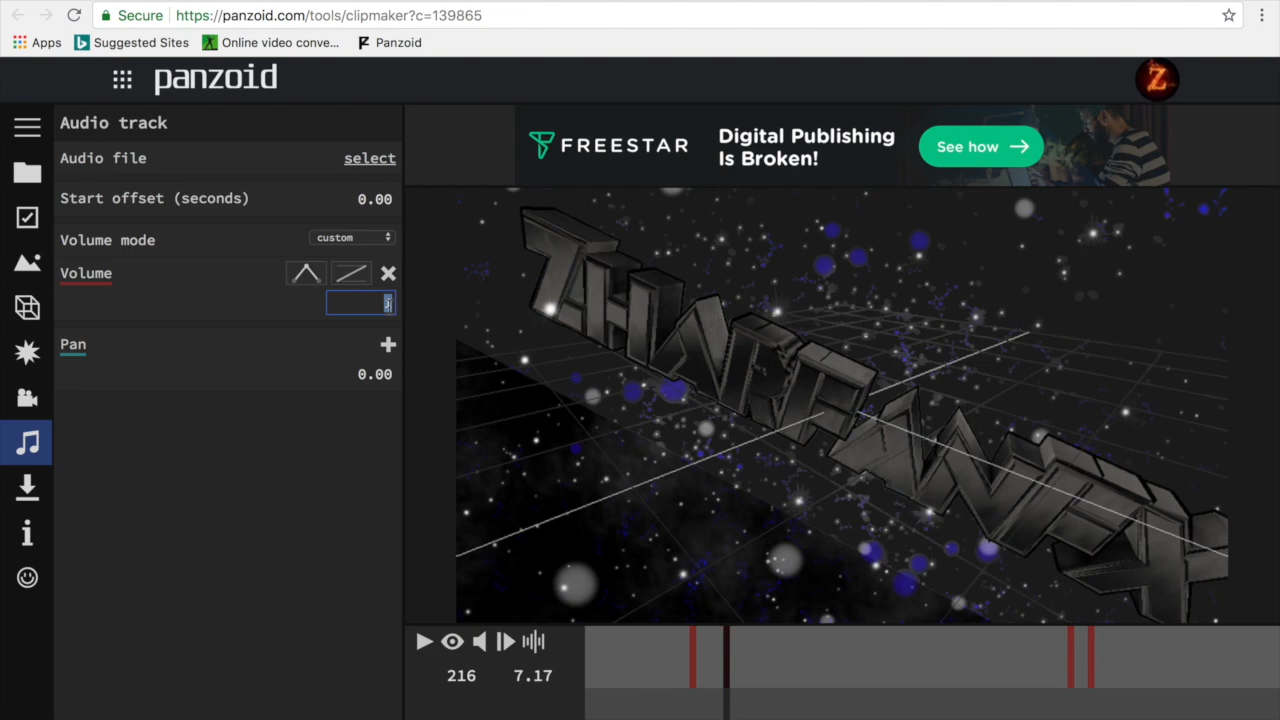 Secure https://panzoid.com/tools/clipmaker?c=139865
Apps Suggested Sites Online video conve... Panzoid
panzoid
Z
Audio track
Audio file select
Start offset (seconds) 0.00
Volume mode custom
Volume
Pan
0.00
FREESTAR
Digital Publishing
Is Broken!
See how →
216 7.17